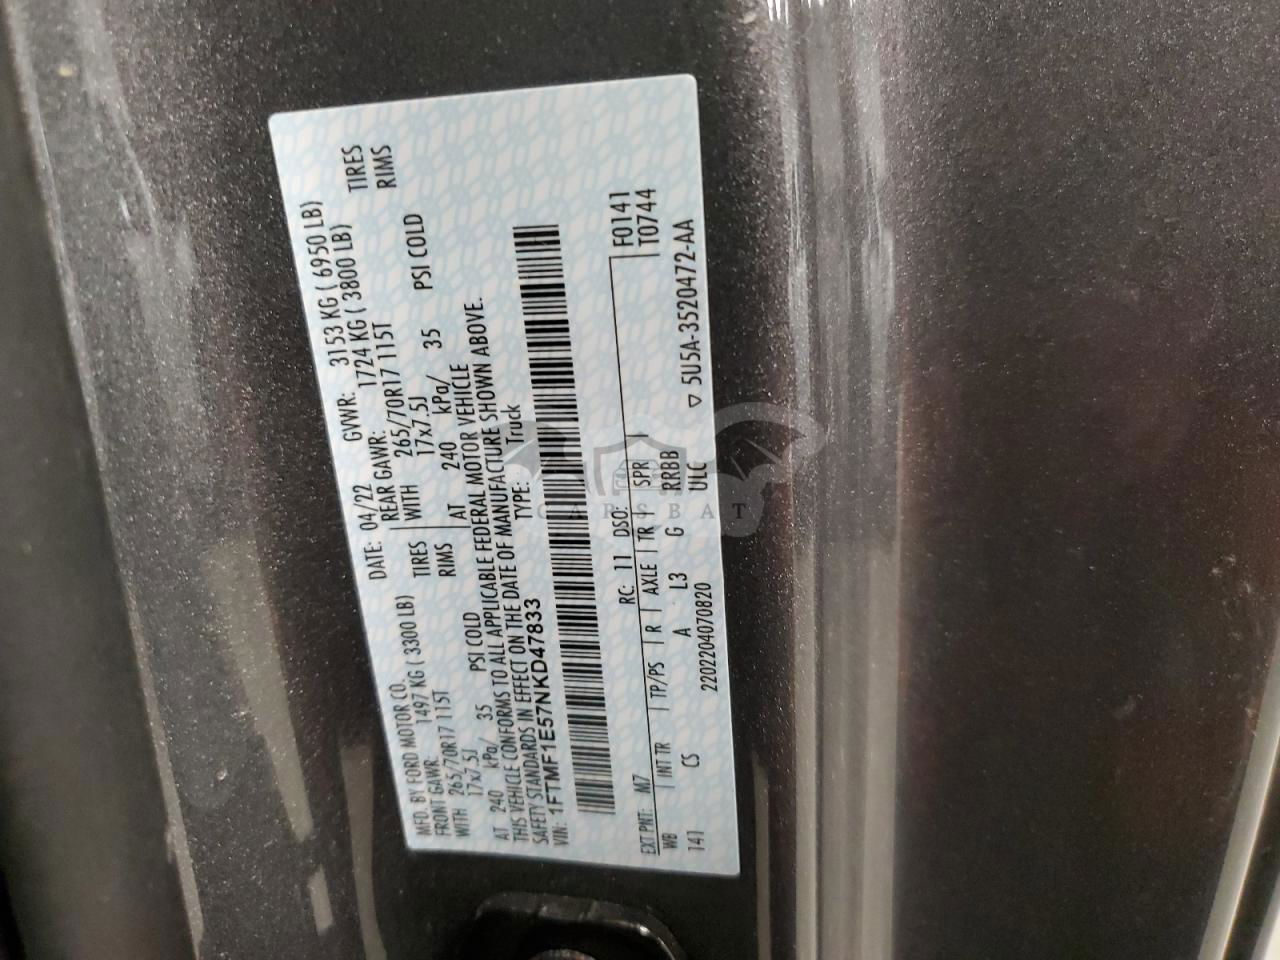 MFD. BY FORD MOTOR CO.
DATE: 04/22 GVWR: 3153 KG ( 6950 LB)
FRONT GAWR: 1497 KG ( 3300 LB) REAR GAWR: 1724 KG ( 3800 LB)
WITH 265/70R17 115T TIRES WITH 265/70R17 115T TIRES
17x7.5J RIMS 17x7.5J RIMS
AT 240 kPa/ 35 PSI COLD AT 240 kPa/ 35 PSI COLD
THIS VEHICLE CONFORMS TO ALL APPLICABLE FEDERAL MOTOR VEHICLE
SAFETY STANDARDS IN EFFECT ON THE DATE OF MANUFACTURE SHOWN ABOVE.
VIN: 1FTMF1E57NKD47833 TYPE: Truck
F0141
T0744
EXT PNT: M7 RC: 11 DSO:
WB INT TR TP/PS R AXLE TR SPR
141 CS A L3 G RRBB
ULC
▽ 5U5A-3520472-AA
220220407082​0
CARSBAT